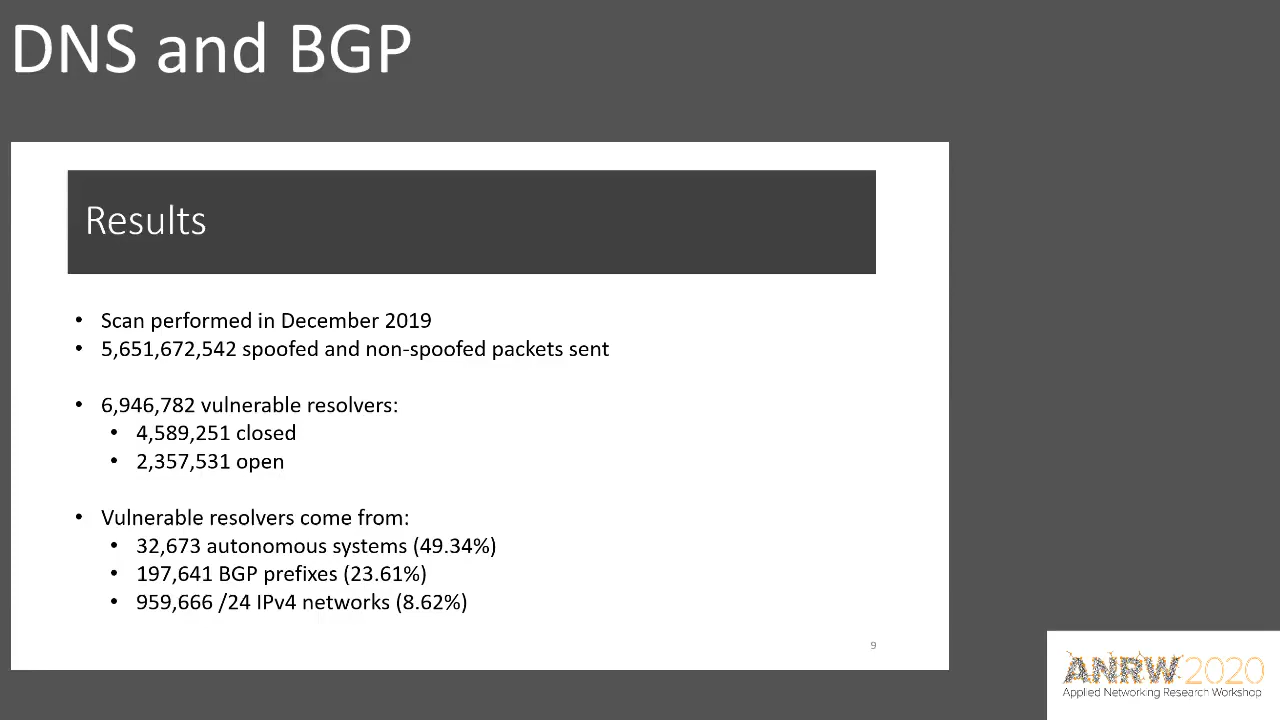 DNS and BGP
Results
• Scan performed in December 2019
• 5,651,672,542 spoofed and non-spoofed packets sent
• 6,946,782 vulnerable resolvers:
• 4,589,251 closed
• 2,357,531 open
• Vulnerable resolvers come from:
• 32,673 autonomous systems (49.34%)
• 197,641 BGP prefixes (23.61%)
• 959,666 /24 IPv4 networks (8.62%)
9
ANRW2020
Applied Networking Research Workshop